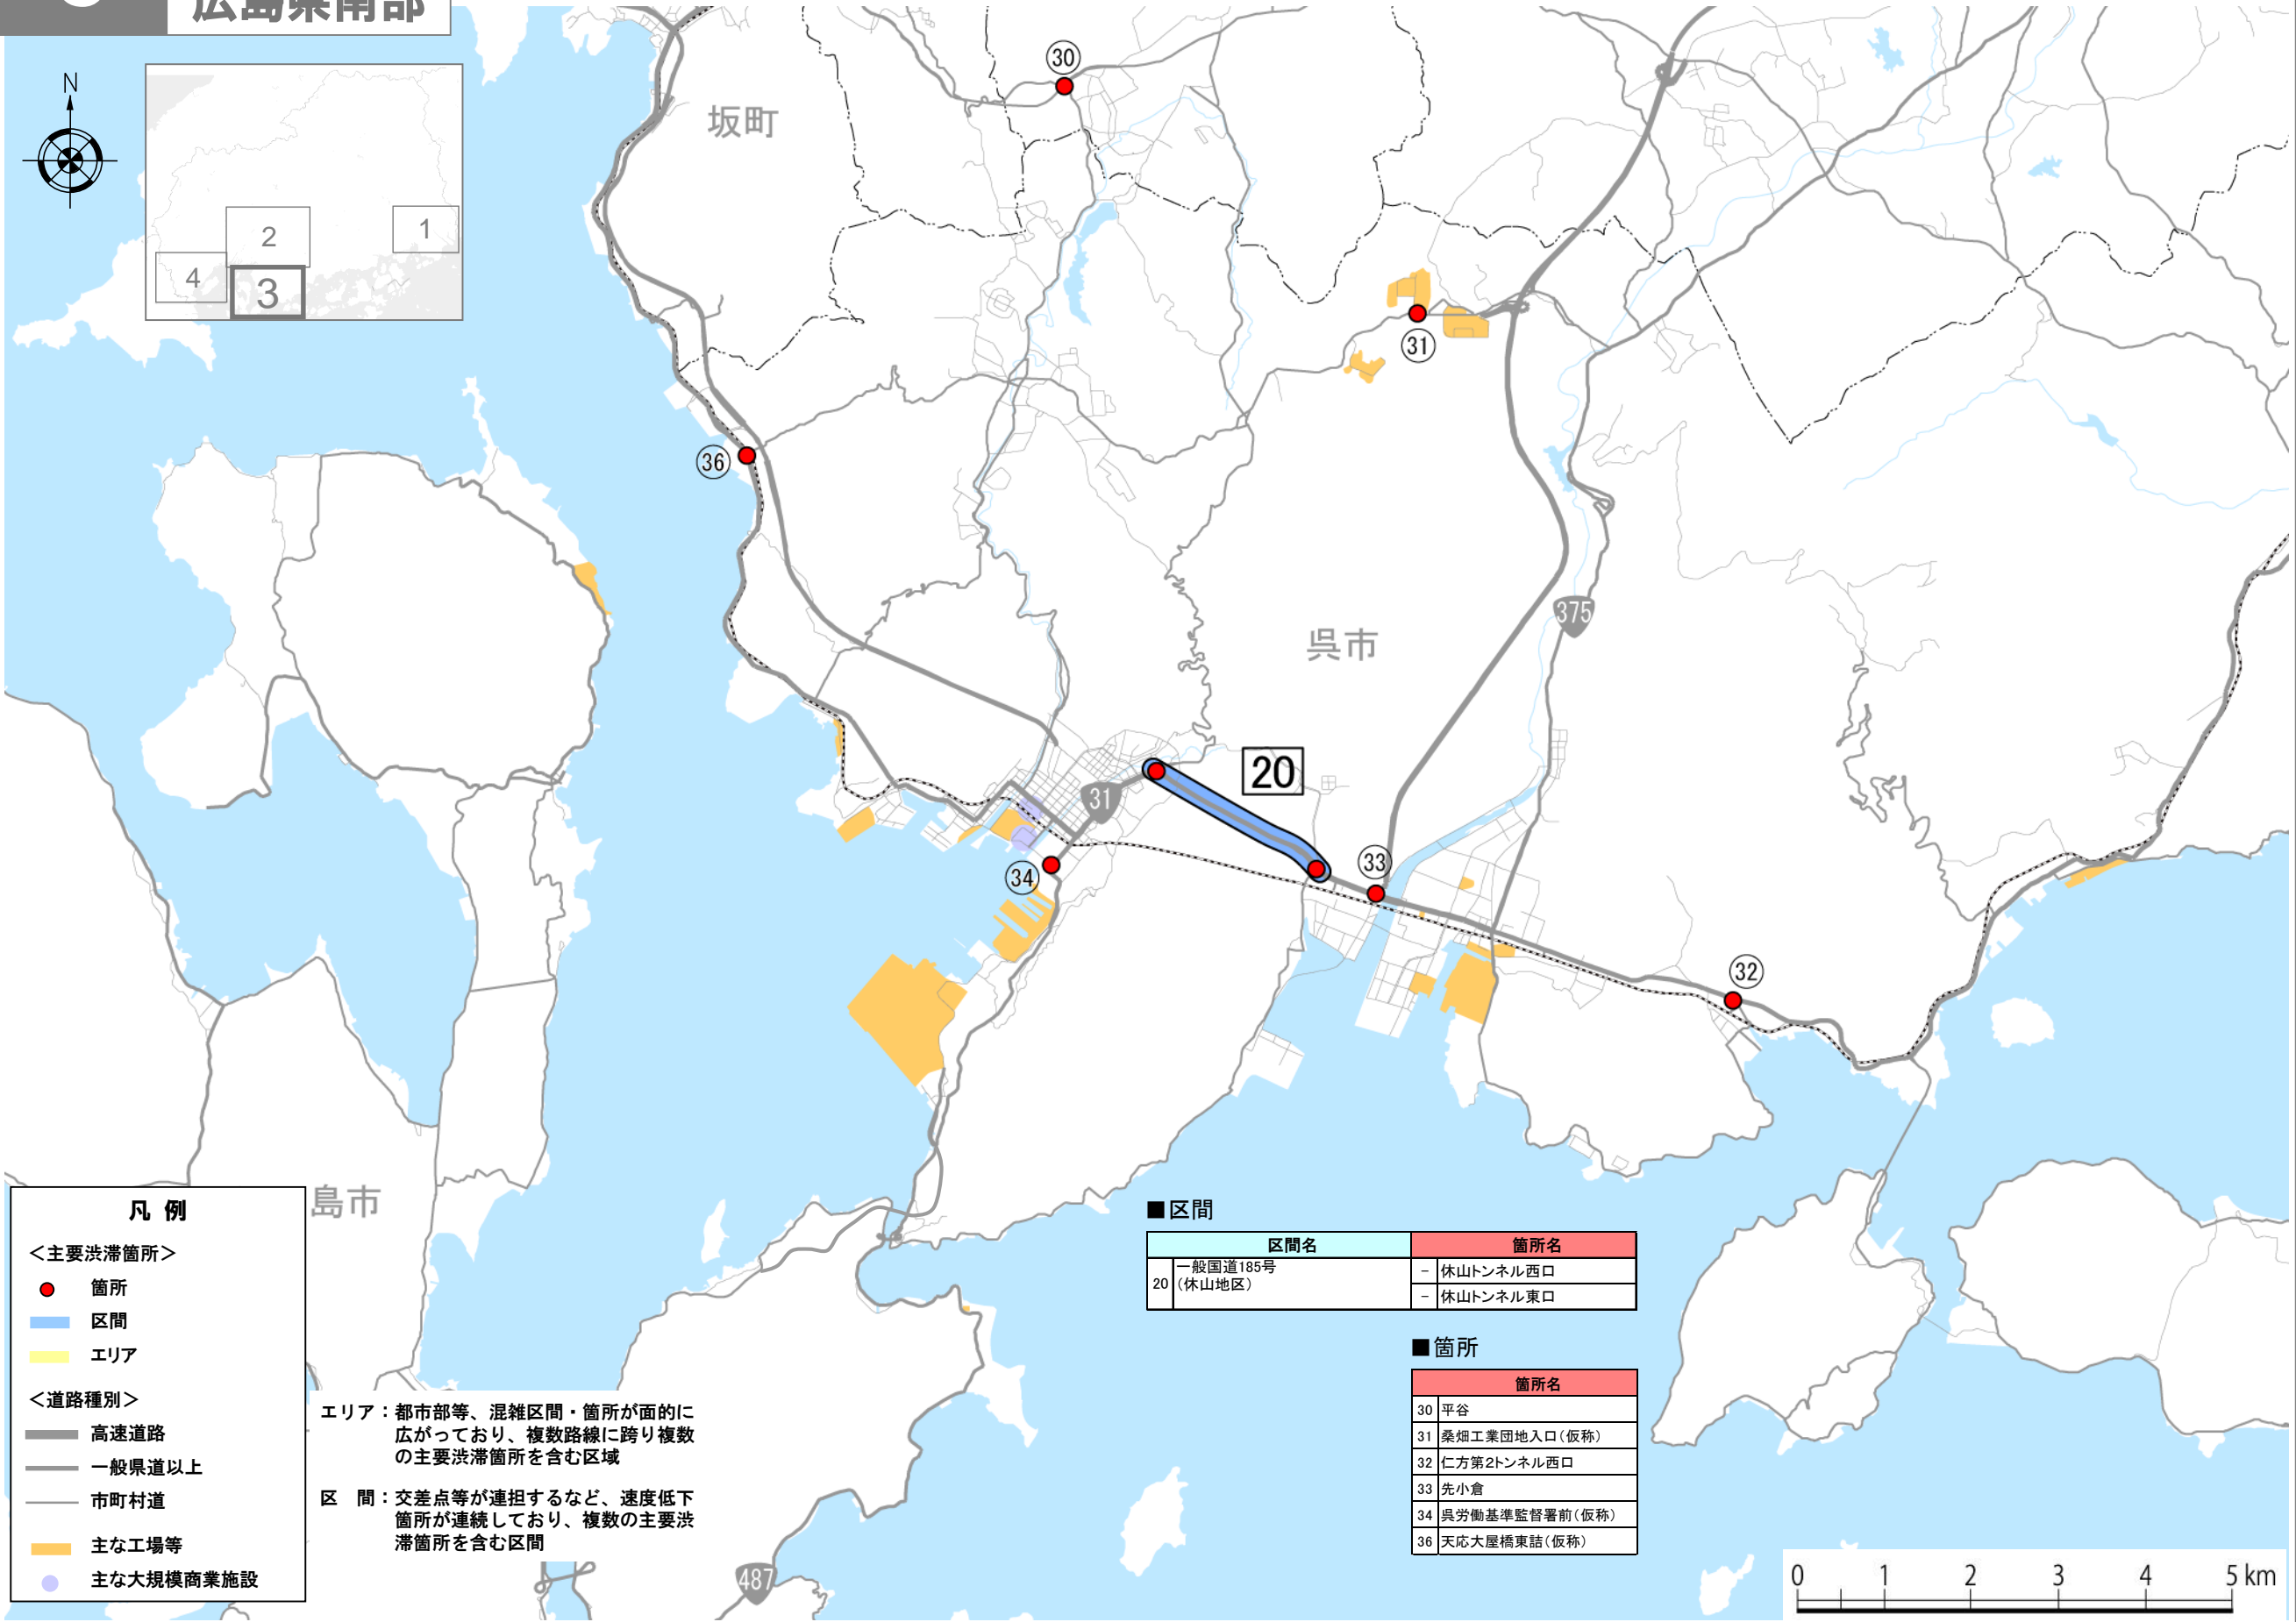 広島県南部
N
1
2
3
4
坂町
30
31
36
375
呉市
20
31
33
34
32
島市
487
凡 例
＜主要渋滞箇所＞
箇所
区間
エリア
＜道路種別＞
高速道路
一般県道以上
市町村道
主な工場等
主な大規模商業施設
エリア：都市部等、混雑区間・箇所が面的に
広がっており、複数路線に跨り複数
の主要渋滞箇所を含む区域
区　間：交差点等が連担するなど、速度低下
箇所が連続しており、複数の主要渋
滞箇所を含む区間
■区間
区間名 箇所名
20 一般国道185号
（休山地区）
- 休山トンネル西口
- 休山トンネル東口
■箇所
箇所名
30 平谷
31 桑畑工業団地入口（仮称）
32 仁方第2トンネル西口
33 先小倉
34 呉労働基準監督署前（仮称）
36 天応大屋橋東詰（仮称）
0 1 2 3 4 5 km